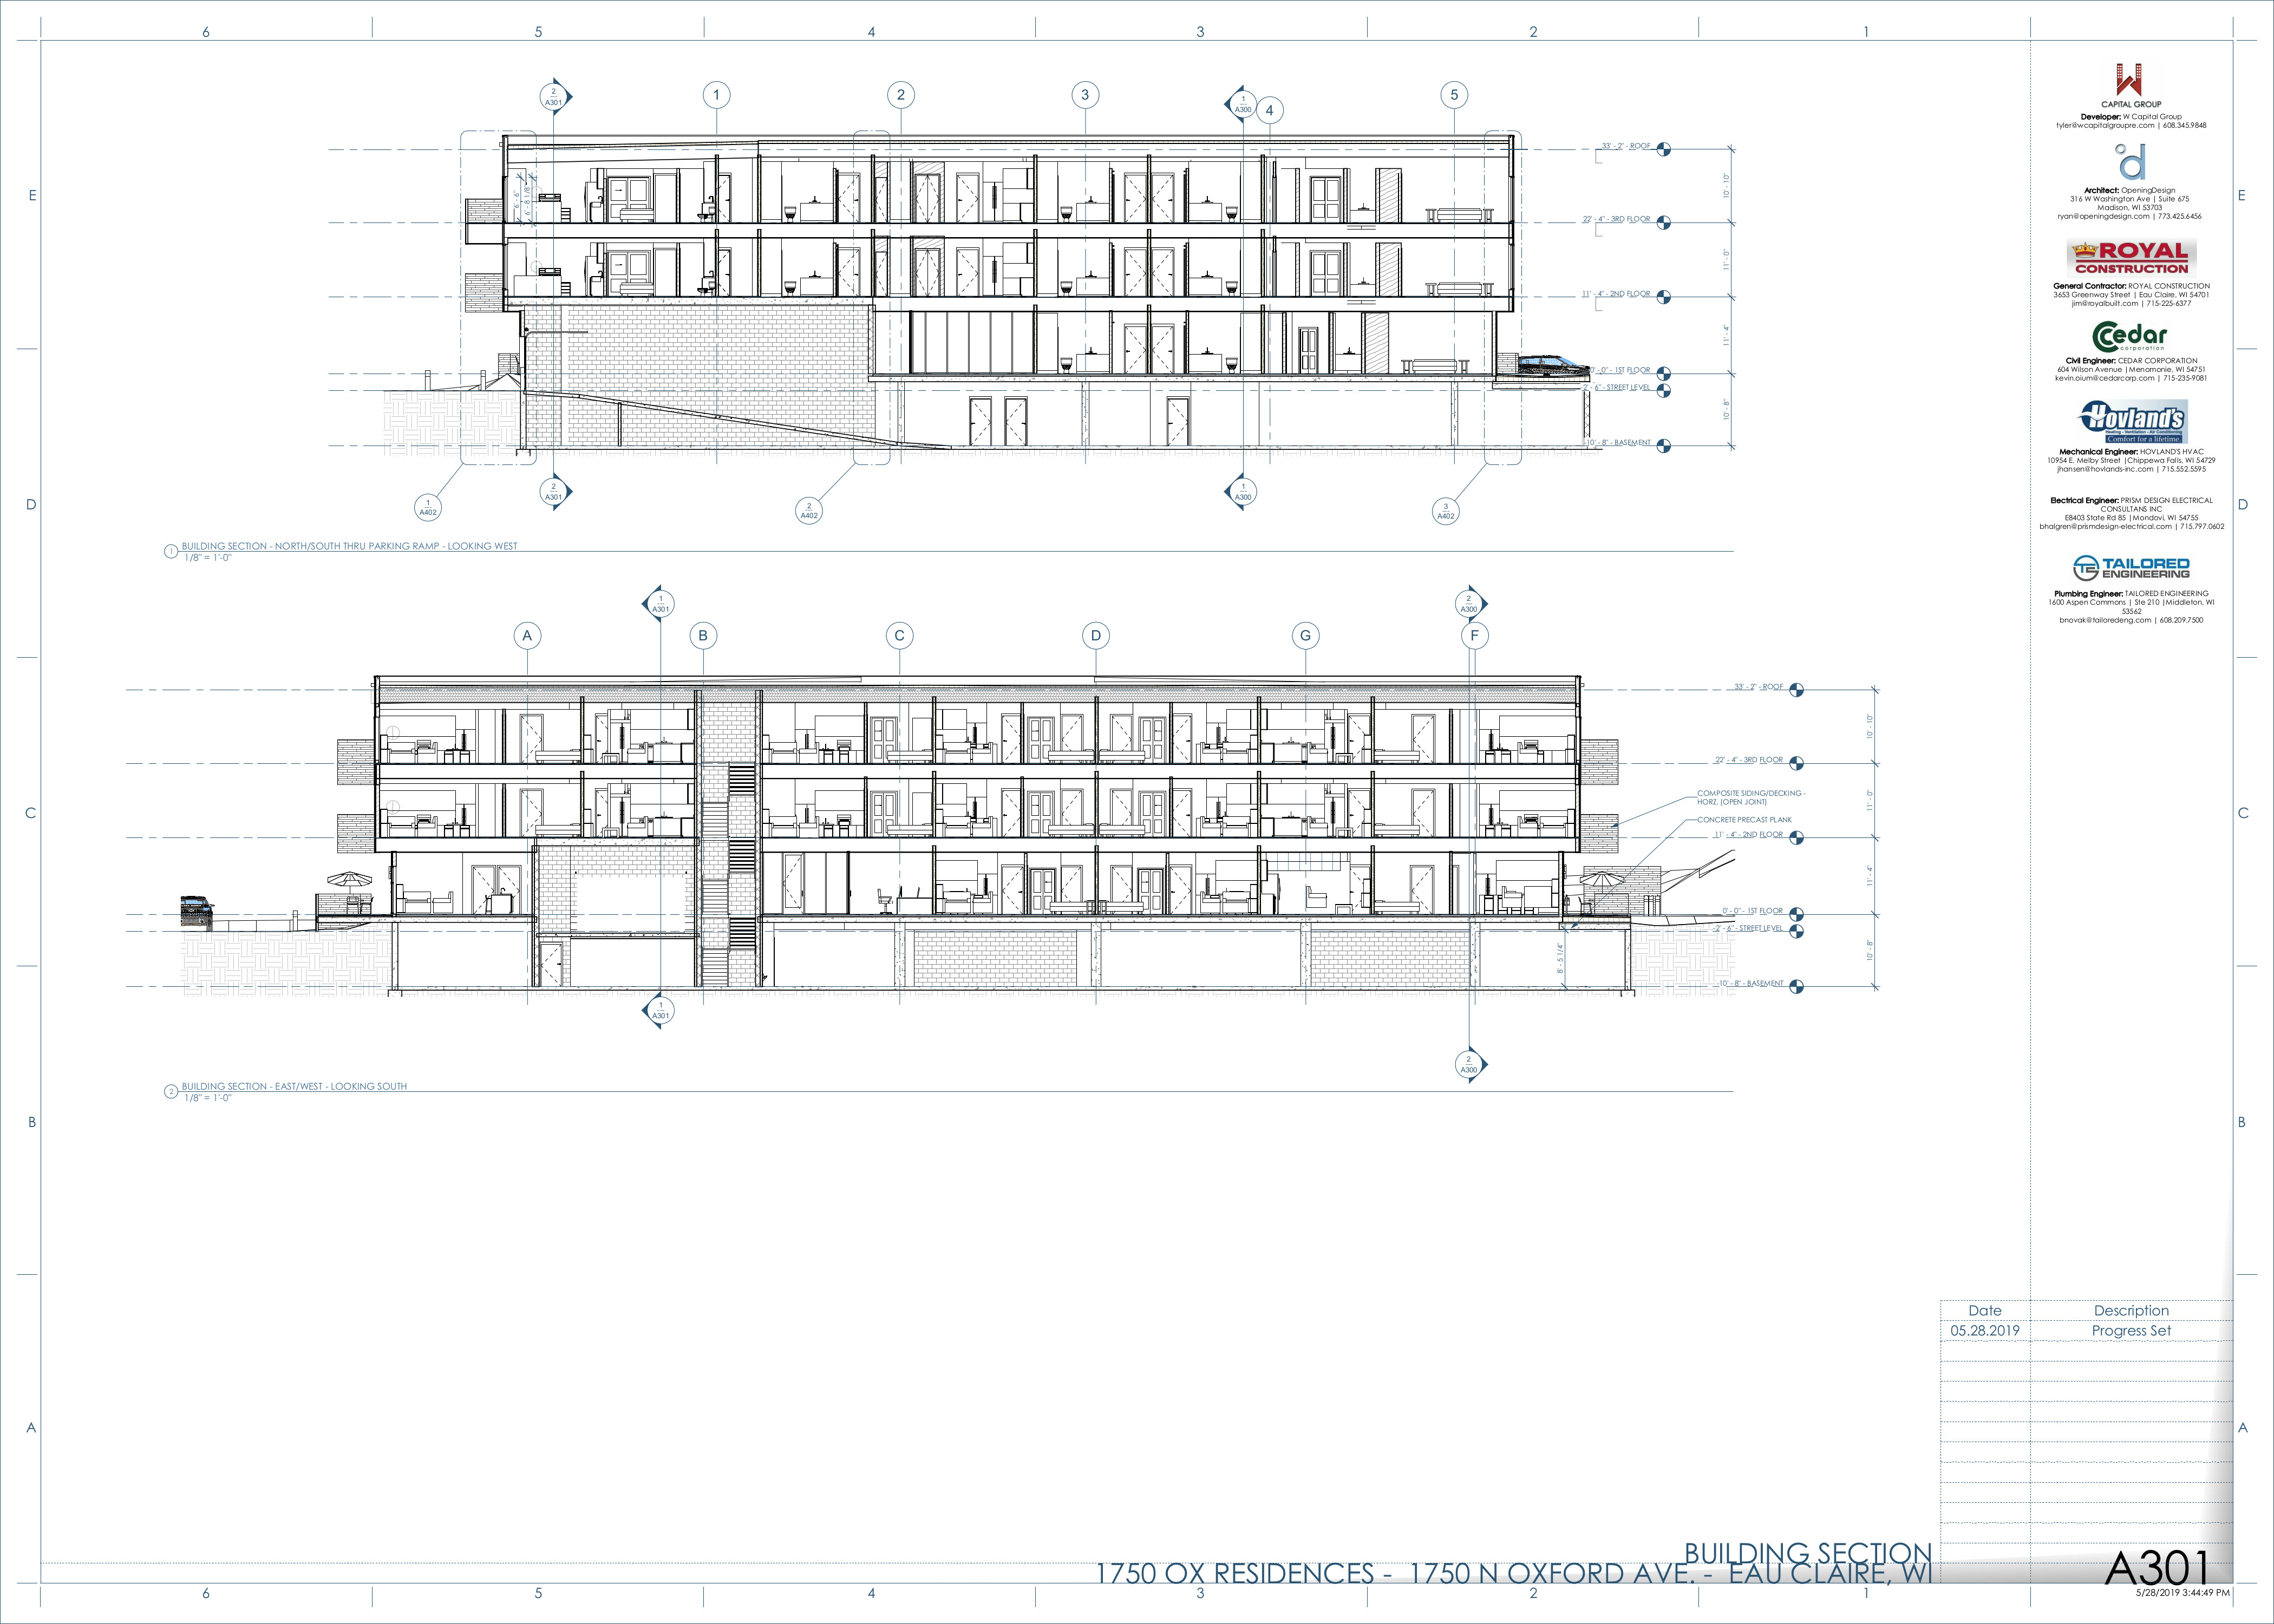 6 5 4 3 2 1
E
D
C
B
A
2
A301
1
2
3
1
A300
4
5
33' - 2" - ROOF
22' - 4" - 3RD FLOOR
11' - 4" - 2ND FLOOR
0' - 0" - 1ST FLOOR
-2' - 6" - STREET LEVEL
-10' - 8" - BASEMENT
10' - 10"
11' - 0"
11' - 4"
10' - 8"
6' - 6"
6' - 8 1/8"
1
A402
2
A301
2
A402
1
A300
3
A402
1
BUILDING SECTION - NORTH/SOUTH THRU PARKING RAMP - LOOKING WEST
1/8" = 1'-0"
1
A301
2
A300
A
B
C
D
G
F
33' - 2" - ROOF
22' - 4" - 3RD FLOOR
COMPOSITE SIDING/DECKING -
HORZ. (OPEN JOINT)
CONCRETE PRECAST PLANK
11' - 4" - 2ND FLOOR
0' - 0" - 1ST FLOOR
-2' - 6" - STREET LEVEL
-10' - 8" - BASEMENT
10' - 10"
11' - 0"
11' - 4"
10' - 8"
8' - 5 1/4"
1
A301
2
A300
2
BUILDING SECTION - EAST/WEST - LOOKING SOUTH
1/8" = 1'-0"
CAPITAL GROUP
Developer: W Capital Group
tyler@wcapitalgroupre.com | 608.345.9848
Architect: OpeningDesign
316 W Washington Ave | Suite 675
Madison, WI 53703
ryan@openingdesign.com | 773.425.6456
ROYAL
CONSTRUCTION
General Contractor: ROYAL CONSTRUCTION
3653 Greenway Street | Eau Claire, WI 54701
jim@royalbuilt.com | 715-225-6377
Cedar
corporation
Civil Engineer: CEDAR CORPORATION
604 Wilson Avenue |Menomonie, WI 54751
kevin.oium@cedarcorp.com | 715-235-9081
Hovland's
Heating - Ventilation - Air Conditioning
Comfort for a lifetime.
Mechanical Engineer: HOVLAND'S HVAC
10954 E. Melby Street |Chippewa Falls, WI 54729
jhansen@hovlands-inc.com | 715.552.5595
Electrical Engineer: PRISM DESIGN ELECTRICAL
CONSULTANS INC
E8403 State Rd 85 |Mondovi, WI 54755
bhalgren@prismdesign-electrical.com | 715.797.0602
TAILORED
ENGINEERING
Plumbing Engineer: TAILORED ENGINEERING
1600 Aspen Commons | Ste 210 |Middleton, WI
53562
bnovak@tailoredeng.com | 608.209.7500
E
D
C
B
A
Date Description
05.28.2019 Progress Set
BUILDING SECTION
1750 OX RESIDENCES - 1750 N OXFORD AVE. - EAU CLAIRE, WI
A301
5/28/2019 3:44:49 PM
6 5 4 3 2 1